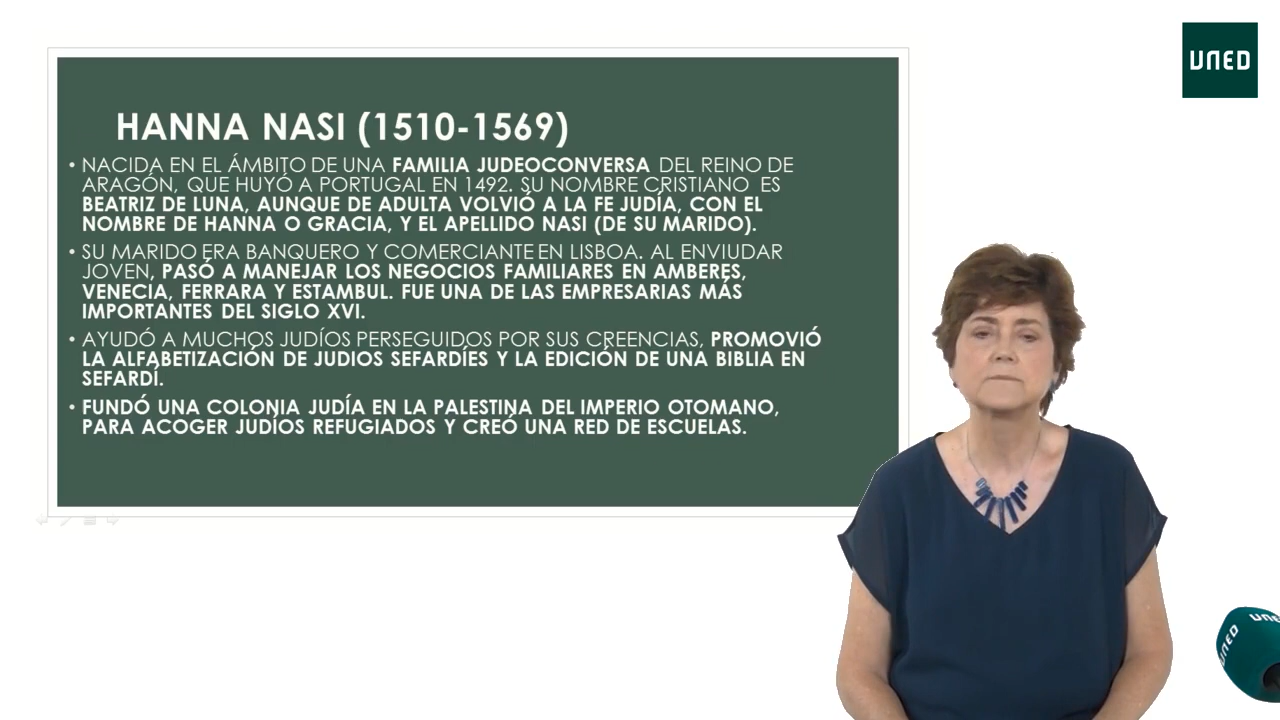 UNED
HANNA NASI (1510-1569)
• NACIDA EN EL ÁMBITO DE UNA FAMILIA JUDEOCONVERSA DEL REINO DE
ARAGÓN, QUE HUYÓ A PORTUGAL EN 1492. SU NOMBRE CRISTIANO ES
BEATRIZ DE LUNA, AUNQUE DE ADULTA VOLVIÓ A LA FE JUDÍA, CON EL
NOMBRE DE HANNA O GRACIA, Y EL APELLIDO NASI (DE SU MARIDO).
• SU MARIDO ERA BANQUERO Y COMERCIANTE EN LISBOA. AL ENVIUDAR
JOVEN, PASÓ A MANEJAR LOS NEGOCIOS FAMILIARES EN AMBERES,
VENECIA, FERRARA Y ESTAMBUL. FUE UNA DE LAS EMPRESARIAS MÁS
IMPORTANTES DEL SIGLO XVI.
• AYUDÓ A MUCHOS JUDÍOS PERSEGUIDOS POR SUS CREENCIAS, PROMOVIÓ
LA ALFABETIZACIÓN DE JUDIOS SEFARDÍES Y LA EDICIÓN DE UNA BIBLIA EN
SEFARDÍ.
• FUNDÓ UNA COLONIA JUDÍA EN LA PALESTINA DEL IMPERIO OTOMANO,
PARA ACOGER JUDÍOS REFUGIADOS Y CREÓ UNA RED DE ESCUELAS.
UNED
UNED